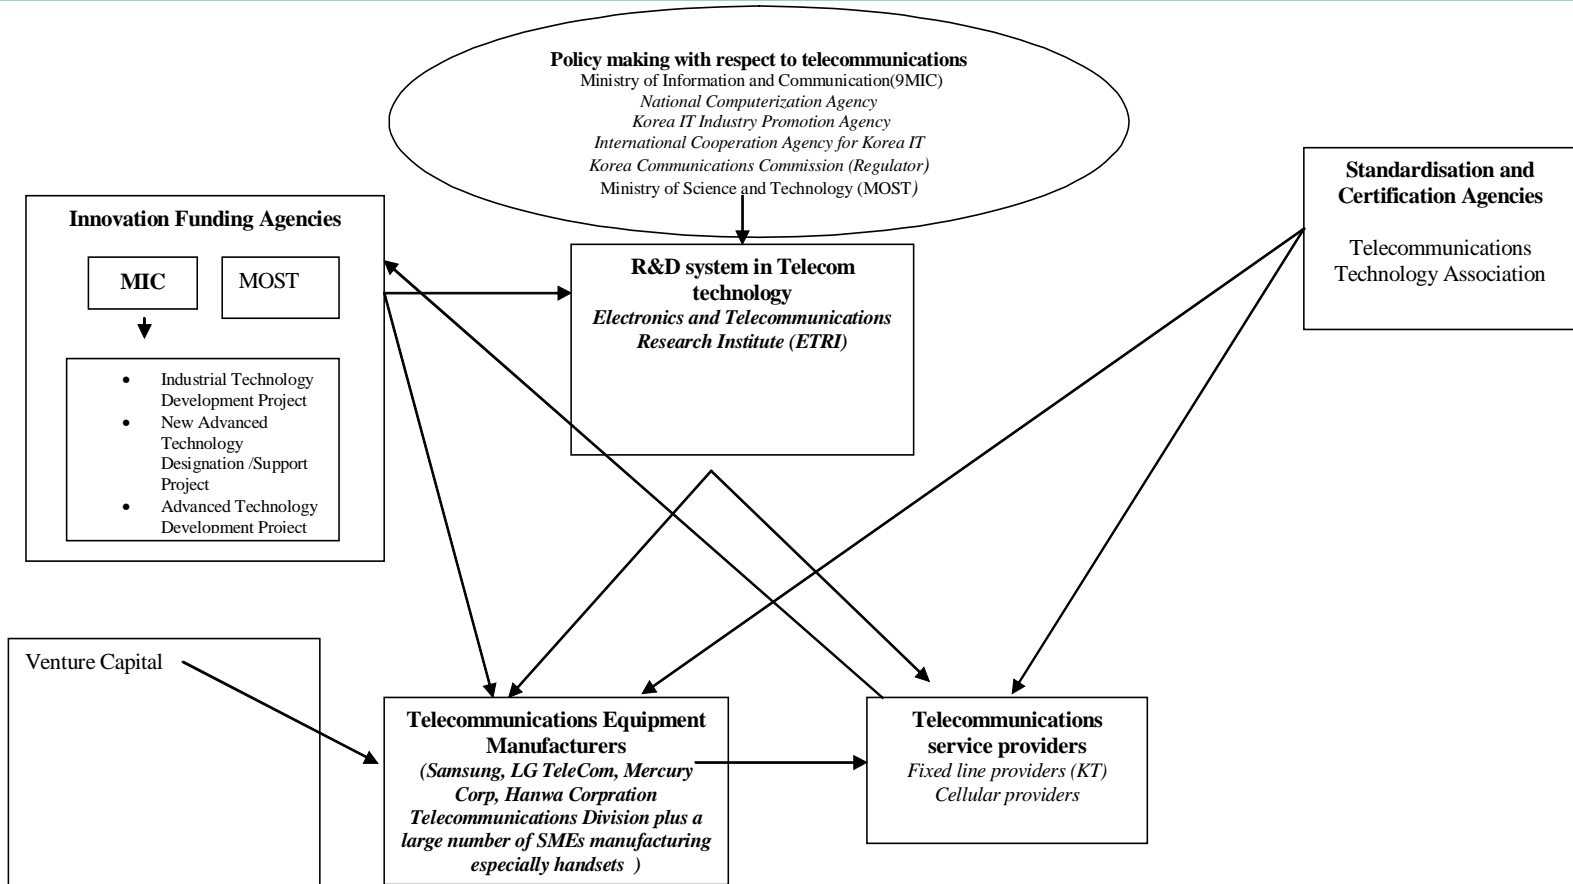 Policy making with respect to telecommunications
Ministry of Information and Communication(9MIC)
National Computerization Agency
Korea IT Industry Promotion Agency
International Cooperation Agency for Korea IT
Korea Communications Commission (Regulator)
Ministry of Science and Technology (MOST)
Innovation Funding Agencies
MIC
MOST
• Industrial Technology
Development Project
• New Advanced
Technology
Designation /Support
Project
• Advanced Technology
Development Project
R&D system in Telecom
technology
Electronics and Telecommunications
Research Institute (ETRI)
Standardisation and
Certification Agencies
Telecommunications
Technology Association
Venture Capital
Telecommunications Equipment
Manufacturers
(Samsung, LG TeleCom, Mercury
Corp, Hanwa Corpration
Telecommunications Division plus a
large number of SMEs manufacturing
especially handsets )
Telecommunications
service providers
Fixed line providers (KT)
Cellular providers